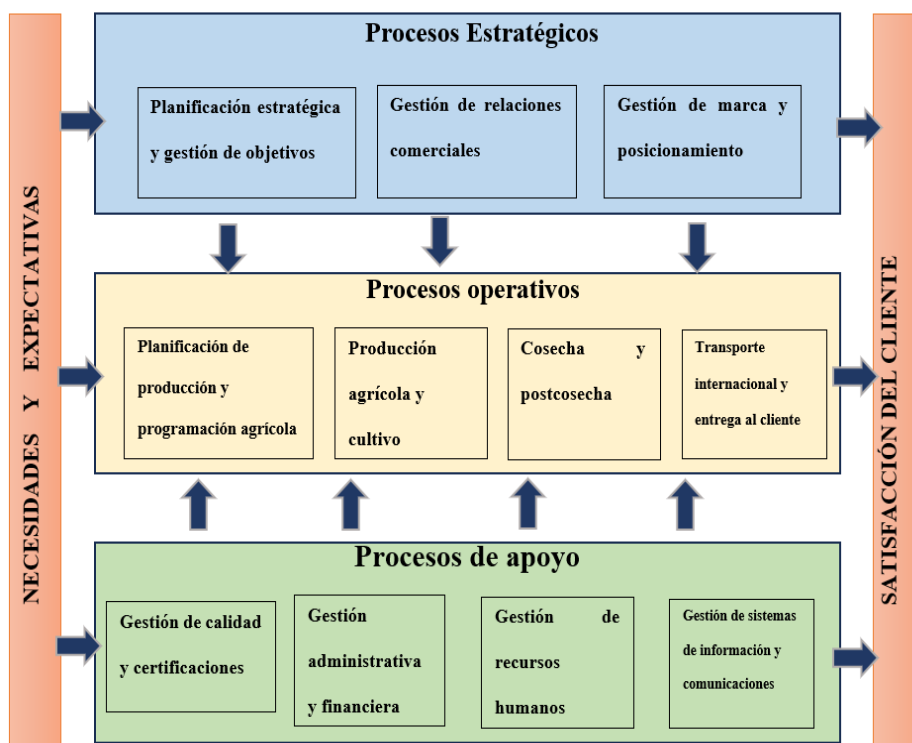 NECESIDADES Y EXPECTATIVAS
Procesos Estratégicos
Planificación estratégica
y gestión de objetivos
Gestión de relaciones
comerciales
Gestión de marca y
posicionamiento
Procesos operativos
Planificación de
producción y
programación agrícola
Producción
agrícola y
cultivo
Cosecha y
postcosecha
Transporte
internacional y
entrega al cliente
Procesos de apoyo
Gestión de calidad
y certificaciones
Gestión
administrativa
y financiera
Gestión de
recursos
humanos
Gestión de sistemas
de información y
comunicaciones
SATISFACCIÓN DEL CLIENTE